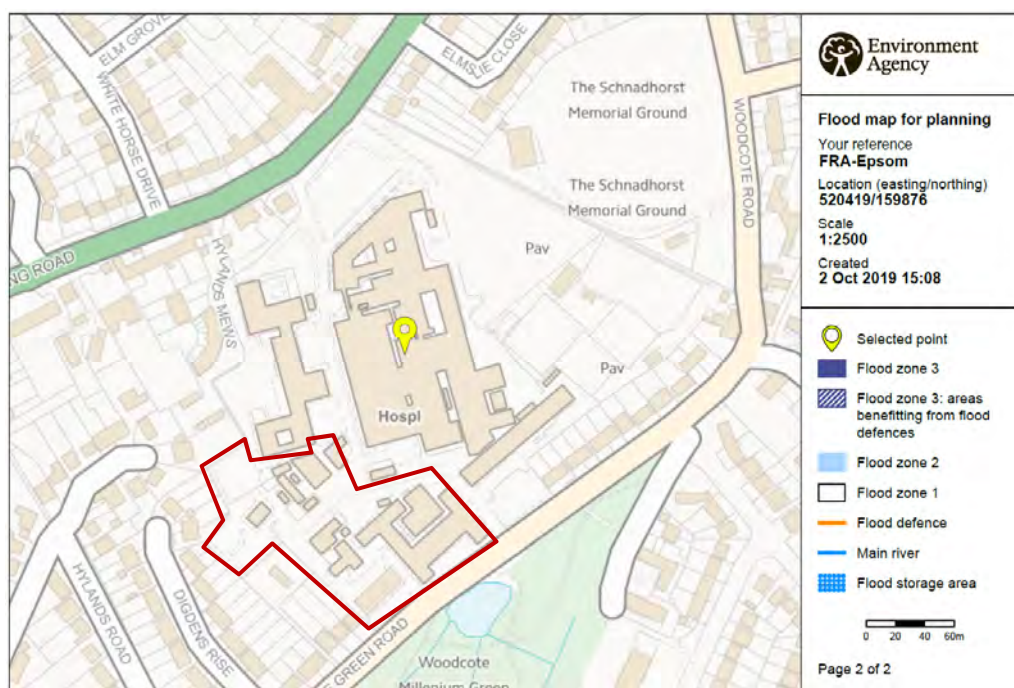 ELM GROVE
WHITE HORSE DRIVE
ELMSLIE CLOSE
The Schnadhorst
Memorial Ground
WOODCOTE ROAD
The Schnadhorst
Memorial Ground
Pav
NG ROAD
HYLANDS MEWS
Pav
Hospl
HYLANDS ROAD
DIGDENS RISE
E GREEN ROAD
Woodcote
Millenium Green
Environment
Agency
Flood map for planning
Your reference
FRA-Epsom
Location (easting/northing)
520419/159876
Scale
1:2500
Created
2 Oct 2019 15:08
Selected point
Flood zone 3
Flood zone 3: areas
benefitting from flood
defences
Flood zone 2
Flood zone 1
Flood defence
Main river
Flood storage area
0 20 40 60m
Page 2 of 2